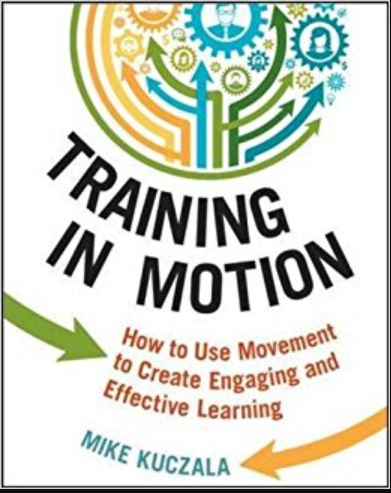 TRAINING
IN MOTION
How to Use Movement
to Create Engaging and
Effective Learning
MIKE KUCZALA